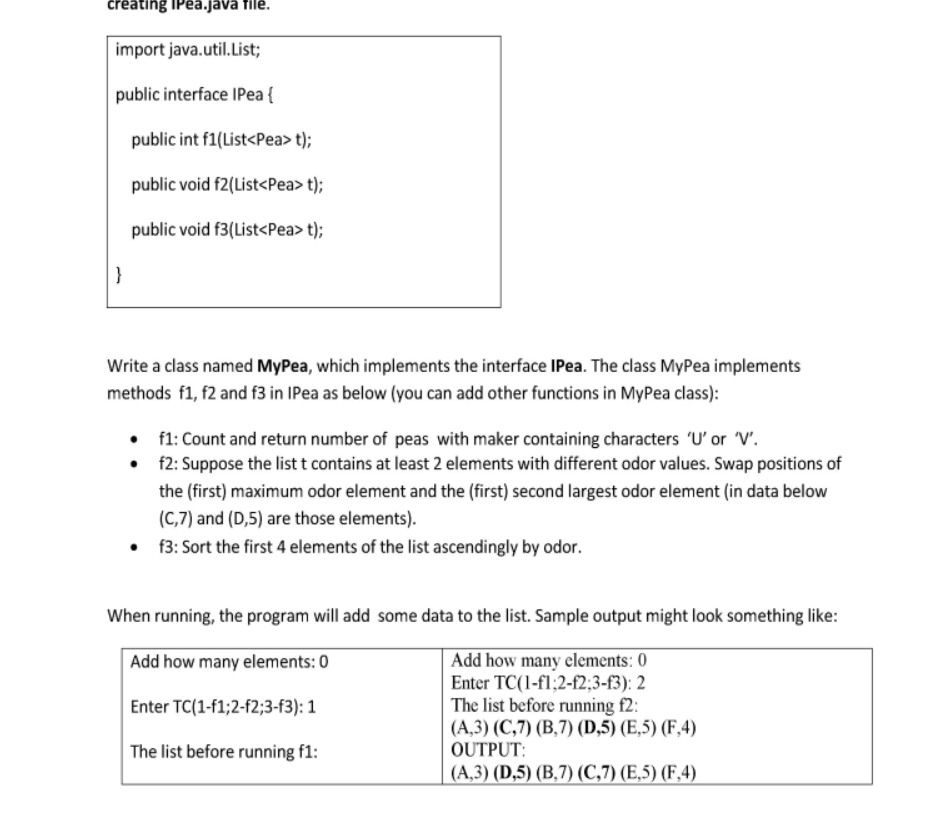 creating IPea.java file.
import java.util.List;
public interface IPea {
public int f1(List<Pea> t);
public void f2(List<Pea> t);
public void f3(List<Pea> t);
}
Write a class named MyPea, which implements the interface IPea. The class MyPea implements
methods f1, f2 and f3 in IPea as below (you can add other functions in MyPea class):
• f1: Count and return number of peas with maker containing characters ‘U’ or ‘V’.
• f2: Suppose the list t contains at least 2 elements with different odor values. Swap positions of
the (first) maximum odor element and the (first) second largest odor element (in data below
(C,7) and (D,5) are those elements).
• f3: Sort the first 4 elements of the list ascendingly by odor.
When running, the program will add some data to the list. Sample output might look something like:
Add how many elements: 0
Enter TC(1-f1;2-f2;3-f3): 1
The list before running f1:
Add how many elements: 0
Enter TC(1-f1;2-f2;3-f3): 2
The list before running f2:
(A,3) (C,7) (B,7) (D,5) (E,5) (F,4)
OUTPUT:
(A,3) (D,5) (B,7) (C,7) (E,5) (F,4)